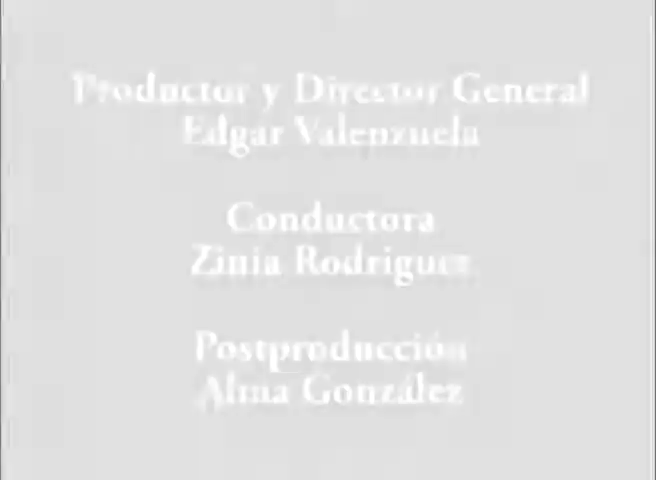 Productor y Director General
Edgar Valenzuela
Conductora
Zinia Rodriguez
Postproducción
Alma González